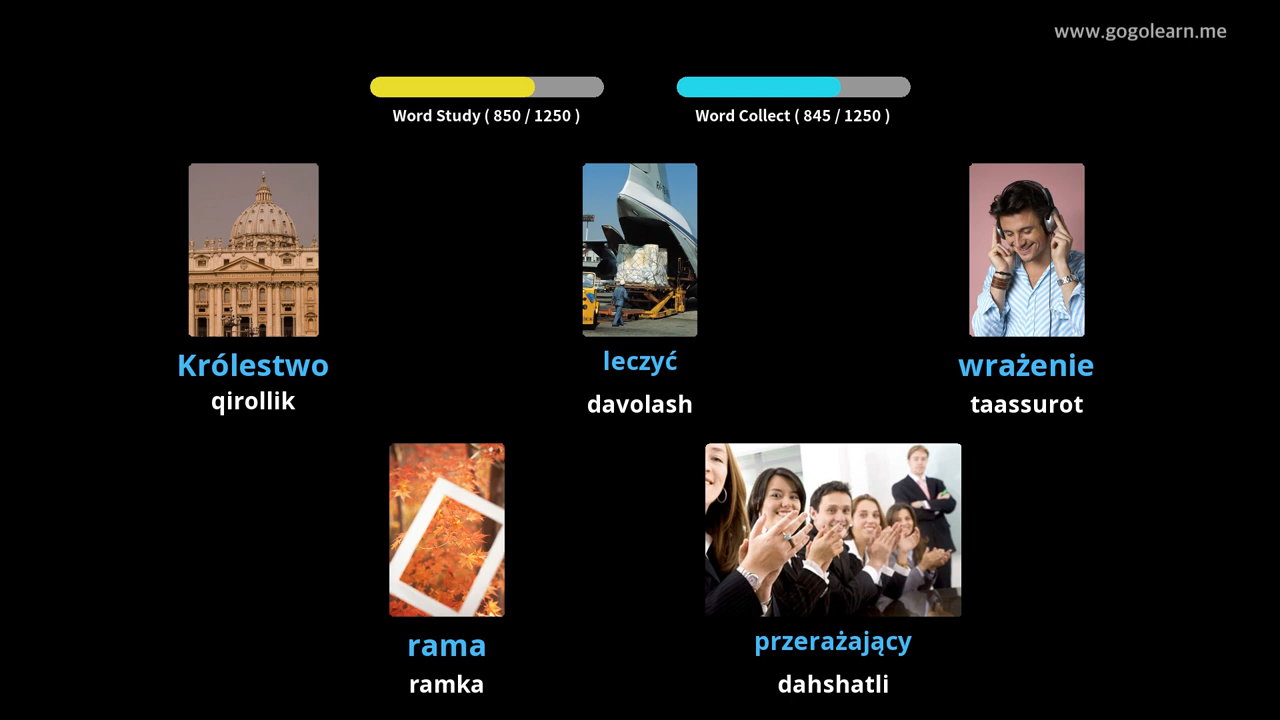 www.gogolearn.me
Word Study ( 850 / 1250 )
Word Collect ( 845 / 1250 )
Królestwo
qirollik
leczyć
davolash
wrażenie
taassurot
rama
ramka
przerażający
dahshatli